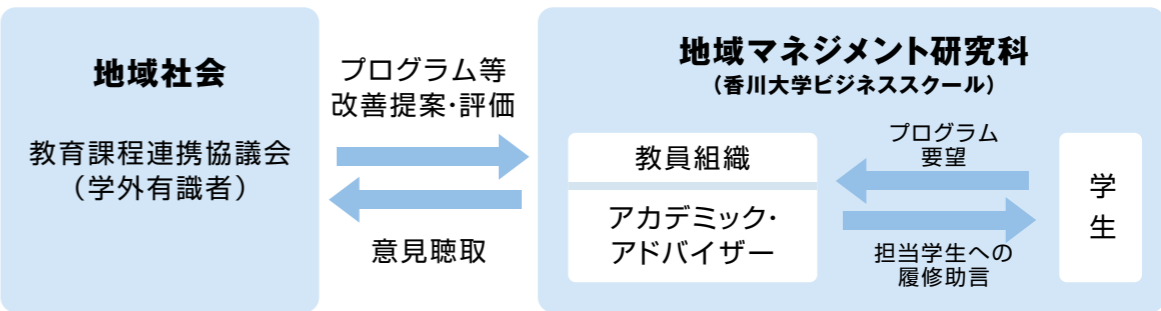 地域社会
教育課程連携協議会
（学外有識者）
プログラム等
改善提案・評価
意見聴取
地域マネジメント研究科
（香川大学ビジネススクール）
教員組織
アカデミック・
アドバイザー
プログラム
要望
担当学生への
履修助言
学
生